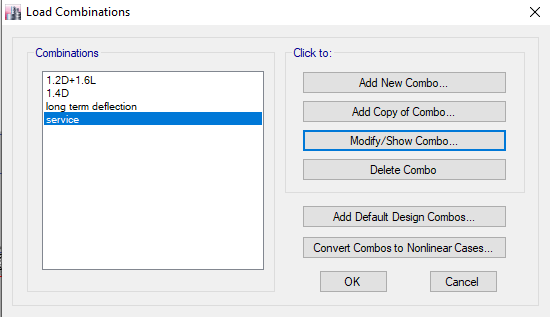 Load Combinations
Combinations
1.2D+1.6L
1.4D
long term deflection
service
Click to:
Add New Combo...
Add Copy of Combo...
Modify/Show Combo...
Delete Combo
Add Default Design Combos...
Convert Combos to Nonlinear Cases...
OK
Cancel